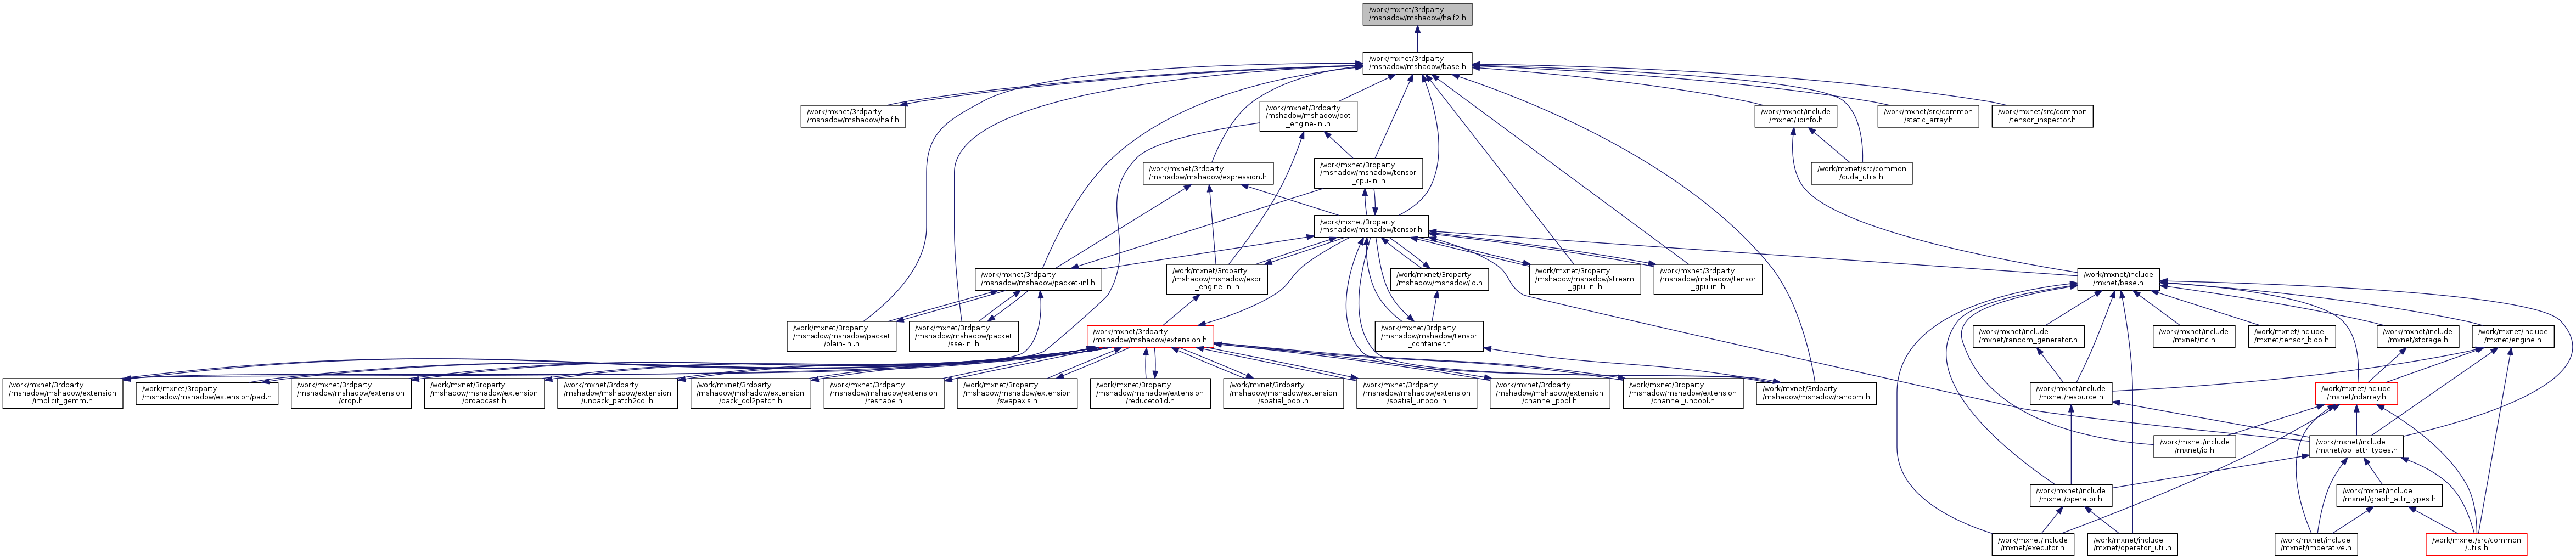 /work/mxnet/3rdparty
/mshadow/mshadow/half2.h
/work/mxnet/3rdparty
/mshadow/mshadow/base.h
/work/mxnet/3rdparty
/mshadow/mshadow/half.h
/work/mxnet/3rdparty
/mshadow/mshadow/dot
_engine-inl.h
/work/mxnet/include
/mxnet/libinfo.h
/work/mxnet/src/common
/static_array.h
/work/mxnet/src/common
/tensor_inspector.h
/work/mxnet/3rdparty
/mshadow/mshadow/expression.h
/work/mxnet/3rdparty
/mshadow/mshadow/tensor
_cpu-inl.h
/work/mxnet/src/common
/cuda_utils.h
/work/mxnet/3rdparty
/mshadow/mshadow/tensor.h
/work/mxnet/3rdparty
/mshadow/mshadow/packet-inl.h
/work/mxnet/3rdparty
/mshadow/mshadow/expr
_engine-inl.h
/work/mxnet/3rdparty
/mshadow/mshadow/io.h
/work/mxnet/3rdparty
/mshadow/mshadow/stream
_gpu-inl.h
/work/mxnet/3rdparty
/mshadow/mshadow/tensor
_gpu-inl.h
/work/mxnet/include
/mxnet/base.h
/work/mxnet/3rdparty
/mshadow/mshadow/packet
/plain-inl.h
/work/mxnet/3rdparty
/mshadow/mshadow/packet
/sse-inl.h
/work/mxnet/3rdparty
/mshadow/mshadow/extension.h
/work/mxnet/3rdparty
/mshadow/mshadow/tensor
_container.h
/work/mxnet/include
/mxnet/random_generator.h
/work/mxnet/include
/mxnet/rtc.h
/work/mxnet/include
/mxnet/tensor_blob.h
/work/mxnet/include
/mxnet/storage.h
/work/mxnet/include
/mxnet/engine.h
/work/mxnet/3rdparty
/mshadow/mshadow/extension
/implicit_gemm.h
/work/mxnet/3rdparty
/mshadow/mshadow/extension/pad.h
/work/mxnet/3rdparty
/mshadow/mshadow/extension
/crop.h
/work/mxnet/3rdparty
/mshadow/mshadow/extension
/broadcast.h
/work/mxnet/3rdparty
/mshadow/mshadow/extension
/unpack_patch2col.h
/work/mxnet/3rdparty
/mshadow/mshadow/extension
/pack_col2patch.h
/work/mxnet/3rdparty
/mshadow/mshadow/extension
/reshape.h
/work/mxnet/3rdparty
/mshadow/mshadow/extension
/swapaxis.h
/work/mxnet/3rdparty
/mshadow/mshadow/extension
/reduceto1d.h
/work/mxnet/3rdparty
/mshadow/mshadow/extension
/spatial_pool.h
/work/mxnet/3rdparty
/mshadow/mshadow/extension
/spatial_unpool.h
/work/mxnet/3rdparty
/mshadow/mshadow/extension
/channel_pool.h
/work/mxnet/3rdparty
/mshadow/mshadow/extension
/channel_unpool.h
/work/mxnet/3rdparty
/mshadow/mshadow/random.h
/work/mxnet/include
/mxnet/resource.h
/work/mxnet/include
/mxnet/ndarray.h
/work/mxnet/include
/mxnet/io.h
/work/mxnet/include
/mxnet/op_attr_types.h
/work/mxnet/include
/mxnet/operator.h
/work/mxnet/include
/mxnet/graph_attr_types.h
/work/mxnet/include
/mxnet/executor.h
/work/mxnet/include
/mxnet/operator_util.h
/work/mxnet/include
/mxnet/imperative.h
/work/mxnet/src/common
/utils.h